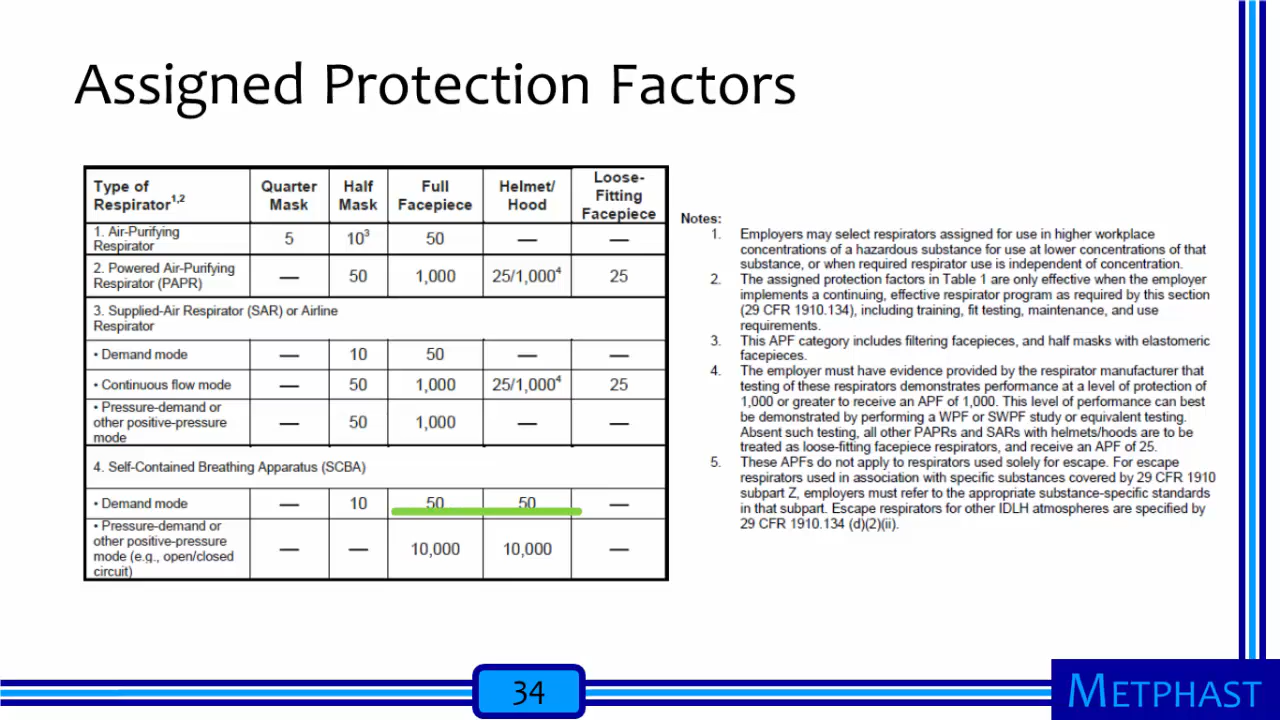 Assigned Protection Factors
Type of Respirator1,2 Quarter Mask Half Mask Full Facepiece Helmet/ Hood Loose-Fitting Facepiece
1. Air-Purifying Respirator 5 10³ 50 — —
2. Powered Air-Purifying Respirator (PAPR) — 50 1,000 25/1,000⁴ 25
3. Supplied-Air Respirator (SAR) or Airline
Respirator
• Demand mode — 10 50 — —
• Continuous flow mode — 50 1,000 25/1,000⁴ 25
• Pressure-demand or other positive-pressure mode — 50 1,000 — —
4. Self-Contained Breathing Apparatus (SCBA)
• Demand mode — 10 50 50 —
• Pressure-demand or other positive-pressure mode (e.g., open/closed circuit) — — 10,000 10,000 —
Notes:
1. Employers may select respirators assigned for use in higher workplace
concentrations of a hazardous substance for use at lower concentrations of that
substance, or when required respirator use is independent of concentration.
2. The assigned protection factors in Table 1 are only effective when the employer
implements a continuing, effective respirator program as required by this section
(29 CFR 1910.134), including training, fit testing, maintenance, and use
requirements.
3. This APF category includes filtering facepieces, and half masks with elastomeric
facepieces.
4. The employer must have evidence provided by the respirator manufacturer that
testing of these respirators demonstrates performance at a level of protection of
1,000 or greater to receive an APF of 1,000. This level of performance can best
be demonstrated by performing a WPF or SWPF study or equivalent testing.
Absent such testing, all other PAPRs and SARs with helmets/hoods are to be
treated as loose-fitting facepiece respirators, and receive an APF of 25.
5. These APFs do not apply to respirators used solely for escape. For escape
respirators used in association with specific substances covered by 29 CFR 1910
subpart Z, employers must refer to the appropriate substance-specific standards
in that subpart. Escape respirators for other IDLH atmospheres are specified by
29 CFR 1910.134 (d)(2)(ii).
34
METPHAST